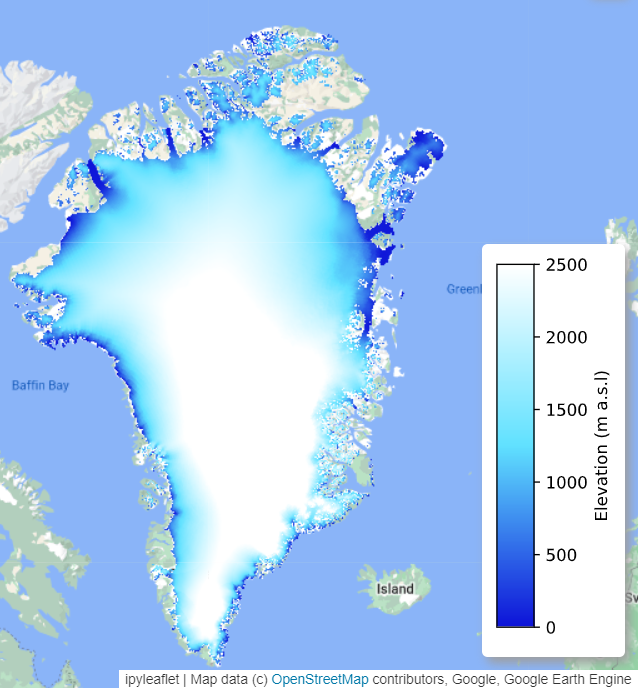 Greenl
2500
2000
1500
1000
500
0
Elevation (m a.s.l)
Baffin Bay
Island
Sv
ipyleaflet | Map data (c) OpenStreetMap contributors, Google, Google Earth Engine